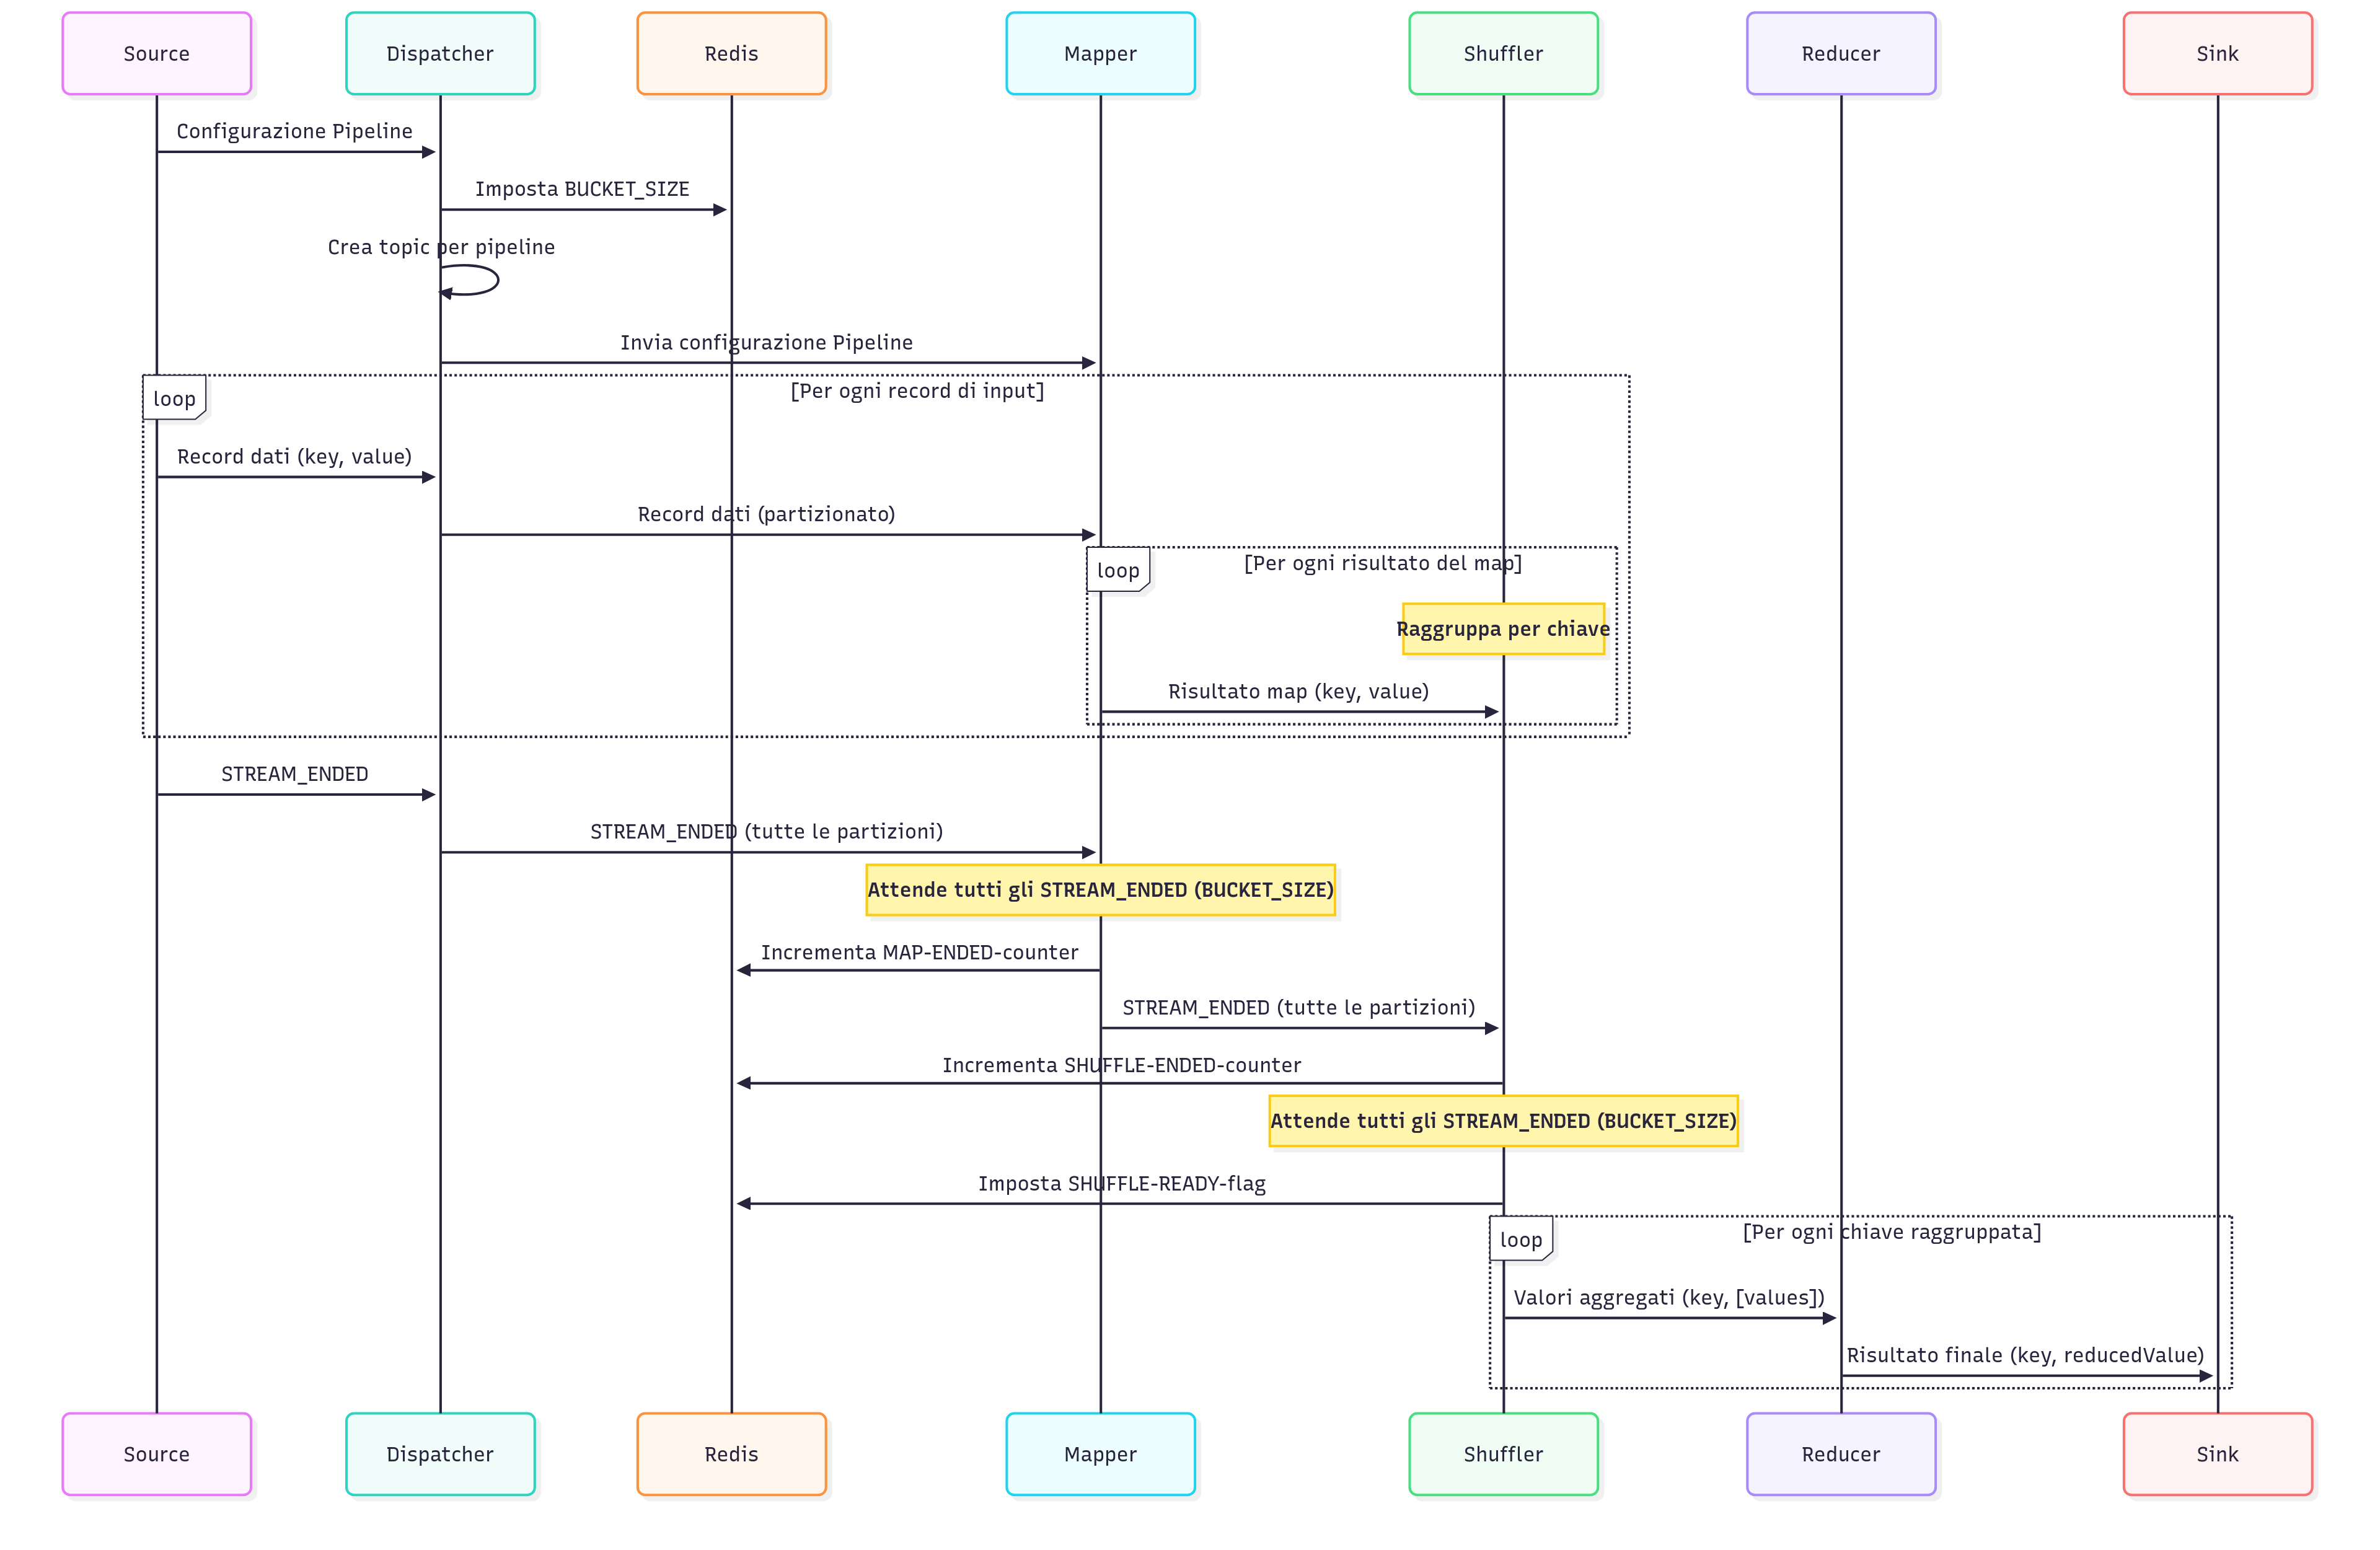 Source
Dispatcher
Redis
Mapper
Shuffler
Reducer
Sink
Configurazione Pipeline
Imposta BUCKET_SIZE
Crea topic per pipeline
Invia configurazione Pipeline
loop
[Per ogni record di input]
Record dati (key, value)
Record dati (partizionato)
loop
[Per ogni risultato del map]
Raggruppa per chiave
Risultato map (key, value)
STREAM_ENDED
STREAM_ENDED (tutte le partizioni)
Attende tutti gli STREAM_ENDED (BUCKET_SIZE)
Incrementa MAP-ENDED-counter
STREAM_ENDED (tutte le partizioni)
Incrementa SHUFFLE-ENDED-counter
Attende tutti gli STREAM_ENDED (BUCKET_SIZE)
Imposta SHUFFLE-READY-flag
loop
[Per ogni chiave raggruppata]
Valori aggregati (key, [values])
Risultato finale (key, reducedValue)
Source
Dispatcher
Redis
Mapper
Shuffler
Reducer
Sink